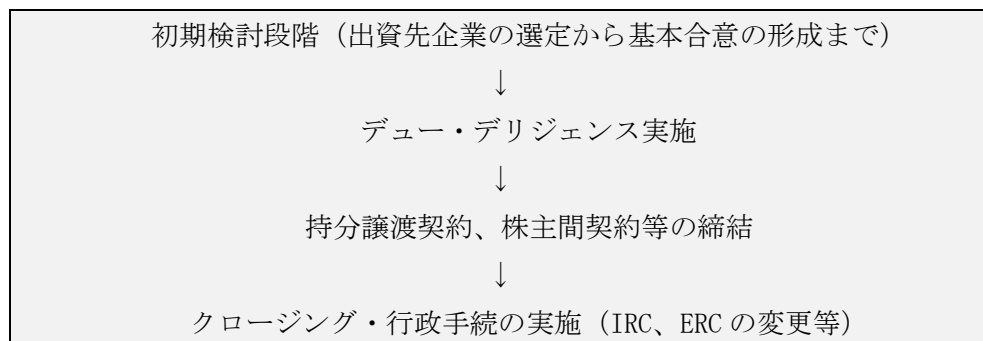 初期検討段階（出資先企業の選定から基本合意の形成まで）
↓
デュー・デリジェンス実施
↓
持分譲渡契約、株主間契約等の締結
↓
クロージング・行政手続の実施（IRC、ERC の変更等）